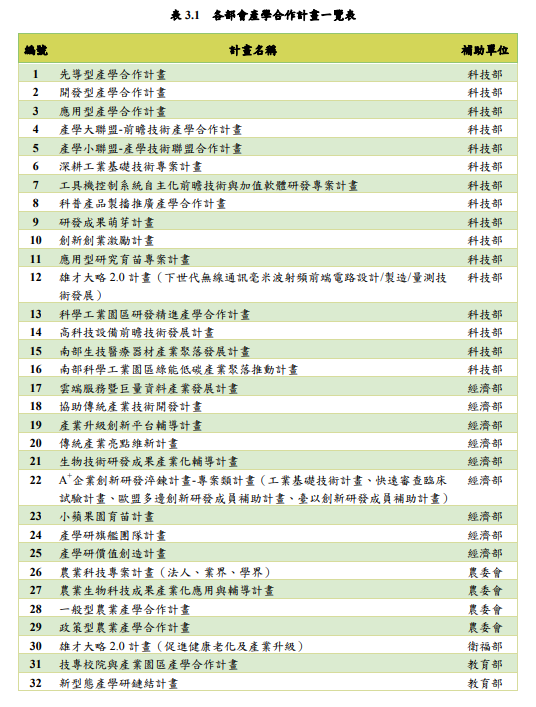 表 3.1 各部會產學合作計畫一覽表
編號 計畫名稱 補助單位
1 先導型產學合作計畫 科技部
2 開發型產學合作計畫 科技部
3 應用型產學合作計畫 科技部
4 產學大聯盟-前瞻技術產學合作計畫 科技部
5 產學小聯盟-產學技術聯盟合作計畫 科技部
6 深耕工業基礎技術專案計畫 科技部
7 工具機控制系統自主化前瞻技術與加值軟體研發專案計畫 科技部
8 科普產品製播推廣產學合作計畫 科技部
9 研發成果萌芽計畫 科技部
10 創新創業激勵計畫 科技部
11 應用型研究育苗專案計畫 科技部
12 雄才大略 2.0 計畫（下世代無線通訊毫米波射頻前端電路設計/製造/量測技 科技部
術發展）
13 科學工業園區研發精進產學合作計畫 科技部
14 高科技設備前瞻技術發展計畫 科技部
15 南部生技醫療器材產業聚落發展計畫 科技部
16 南部科學工業園區綠能低碳產業聚落推動計畫 科技部
17 雲端服務暨巨量資料產業發展計畫 經濟部
18 協助傳統產業技術開發計畫 經濟部
19 產業升級創新平台輔導計畫 經濟部
20 傳統產業亮點維新計畫 經濟部
21 生物技術研發成果產業化輔導計畫 經濟部
22 A+企業創新研發淬鍊計畫-專案類計畫（工業基礎技術計畫、快速審查臨床 經濟部
試驗計畫、歐盟多邊創新研發成員補助計畫、臺以創新研發成員補助計畫）
23 小蘋果園育苗計畫 經濟部
24 產學研旗艦團隊計畫 經濟部
25 產學研價值創造計畫 經濟部
26 農業科技專案計畫（法人、業界、學界） 農委會
27 農業生物科技成果產業化應用與輔導計畫 農委會
28 一般型農業產學合作計畫 農委會
29 政策型農業產學合作計畫 農委會
30 雄才大略 2.0 計畫（促進健康老化及產業升級） 衛福部
31 技專校院與產業園區產學合作計畫 教育部
32 新型態產學研鏈結計畫 教育部